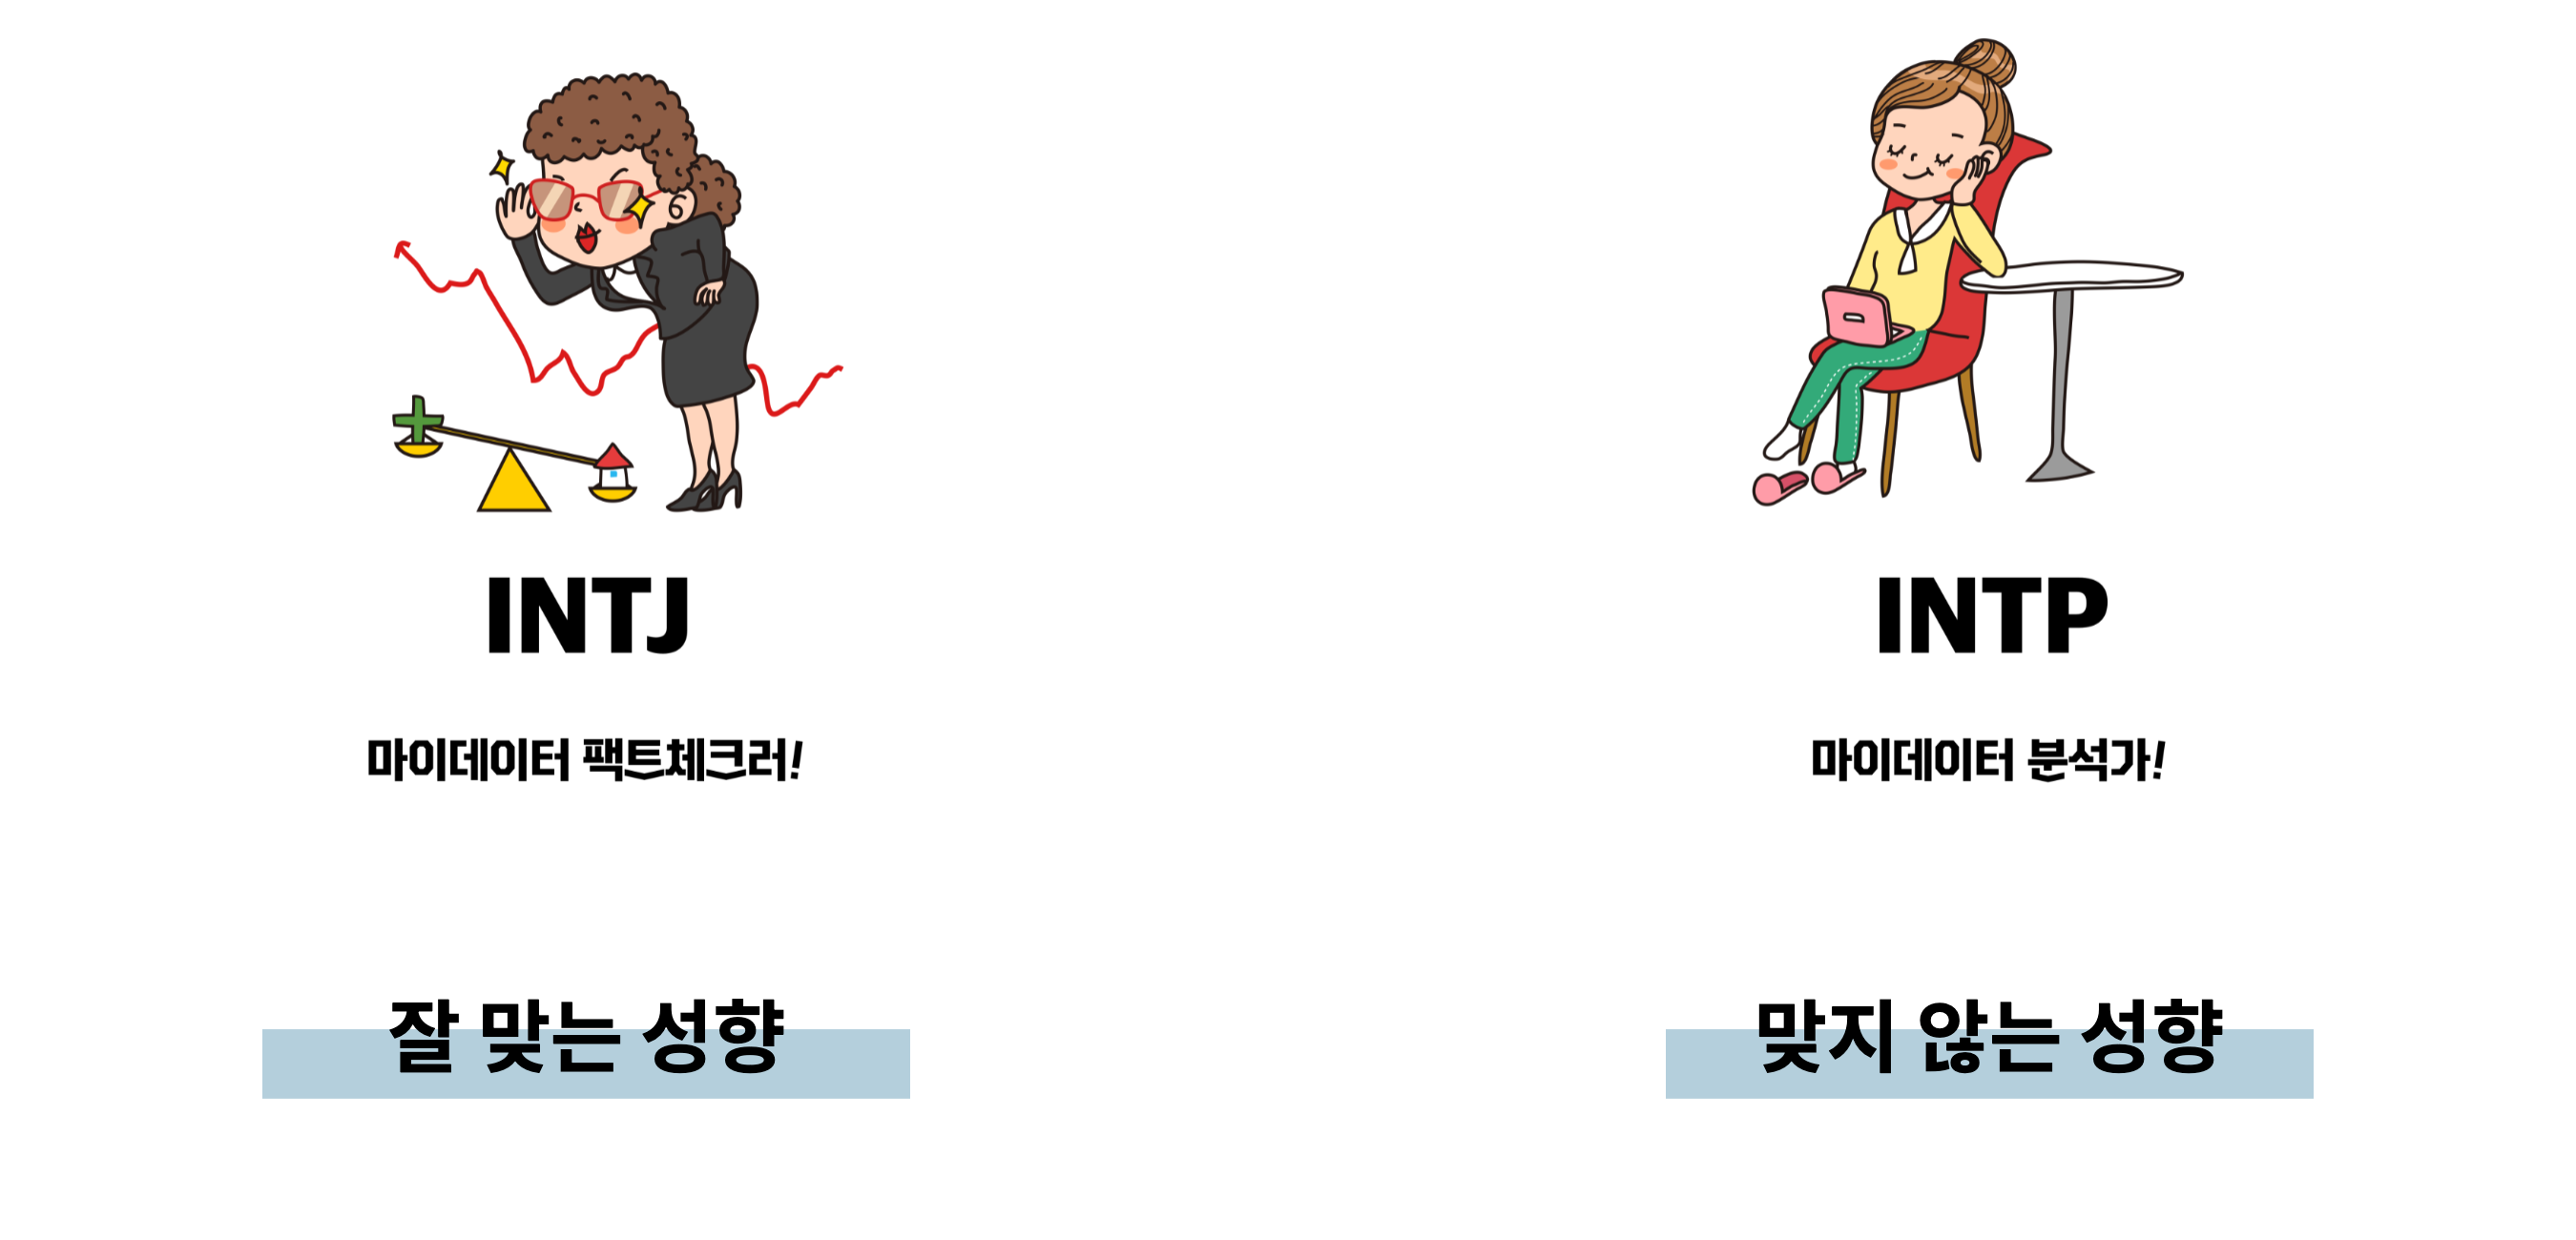 INTJ
INTP
마이데이터 팩트체크러!
마이데이터 분석가!
잘 맞는 성향
맞지 않는 성향